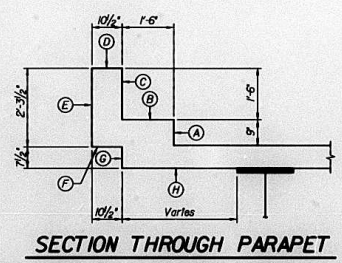 10½" 1'-6"
D
C
B
E
A
2'-3½"
1'-6"
9"
7½"
G
F
H
10½" Varies
SECTION THROUGH PARAPET